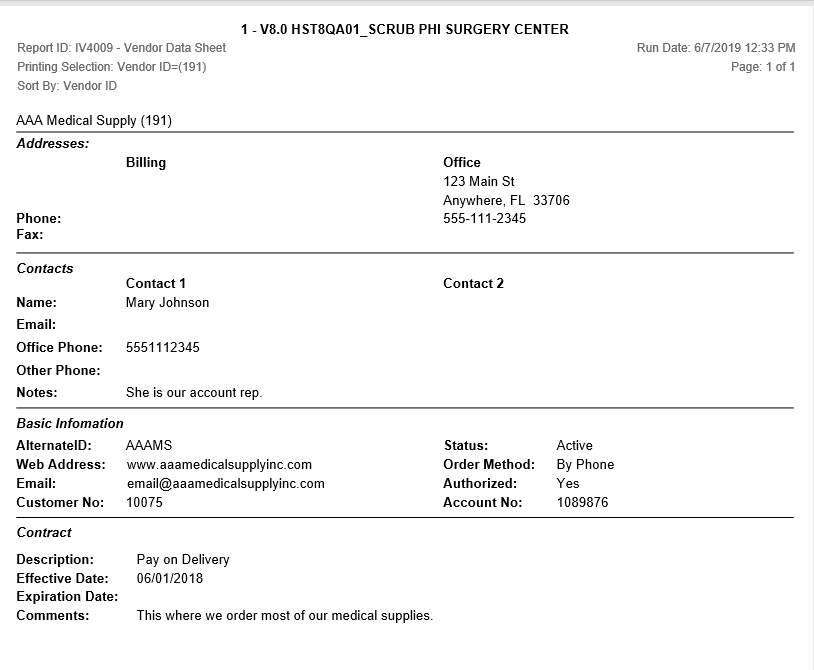 1 - V8.0 HST8QA01_SCRUB PHI SURGERY CENTER
Report ID: IV4009 - Vendor Data Sheet Run Date: 6/7/2019 12:33 PM
Printing Selection: Vendor ID=(191) Page: 1 of 1
Sort By: Vendor ID
AAA Medical Supply (191)
Addresses:
Billing Office
123 Main St
Anywhere, FL 33706
Phone: 555-111-2345
Fax:
Contacts
Contact 1 Contact 2
Name: Mary Johnson
Email:
Office Phone: 5551112345
Other Phone:
Notes: She is our account rep.
Basic Infomation
AlternateID: AAAMS Status: Active
Web Address: www.aaamedicalsupplyinc.com Order Method: By Phone
Email: email@aaamedicalsupplyinc.com Authorized: Yes
Customer No: 10075 Account No: 1089876
Contract
Description: Pay on Delivery
Effective Date: 06/01/2018
Expiration Date:
Comments: This where we order most of our medical supplies.